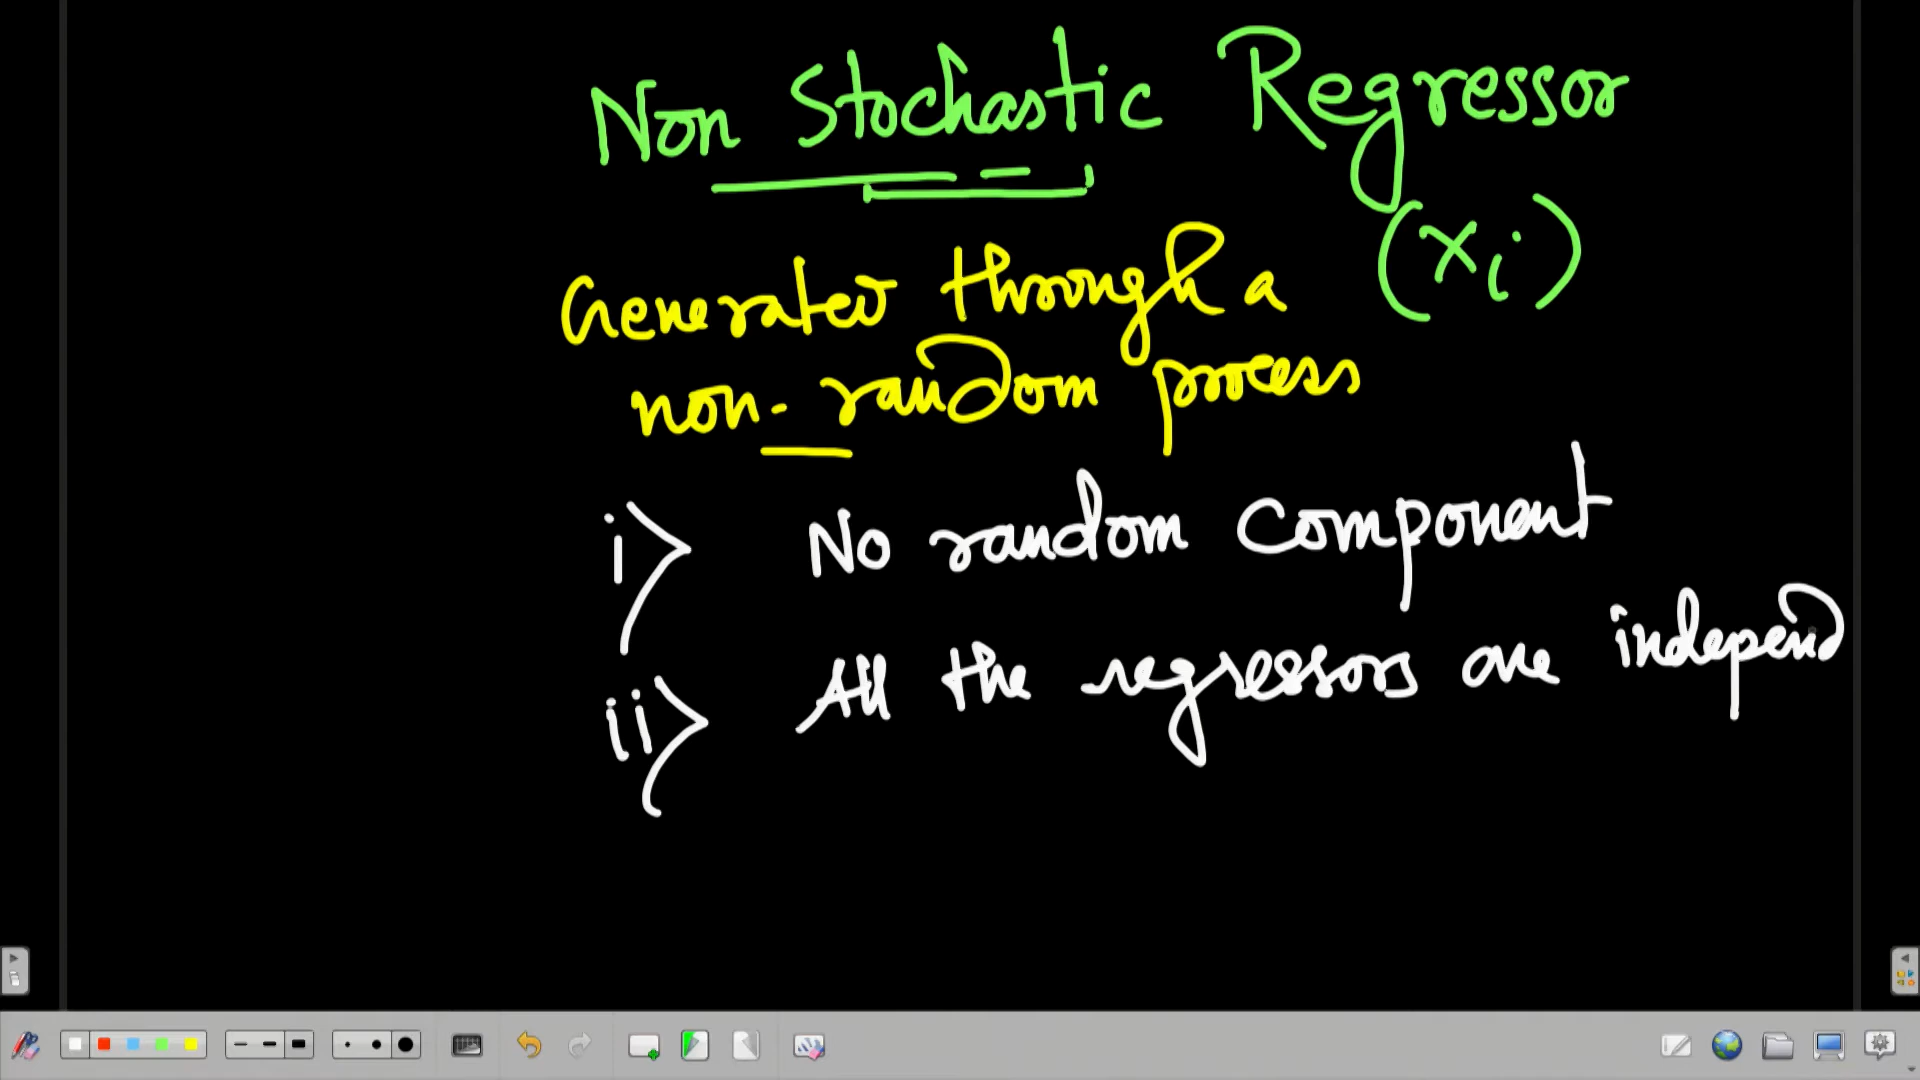 Non Stochastic Regressor
(Xi)
Generated through a
non-random process
i> No random component
ii> All the regressors are independ